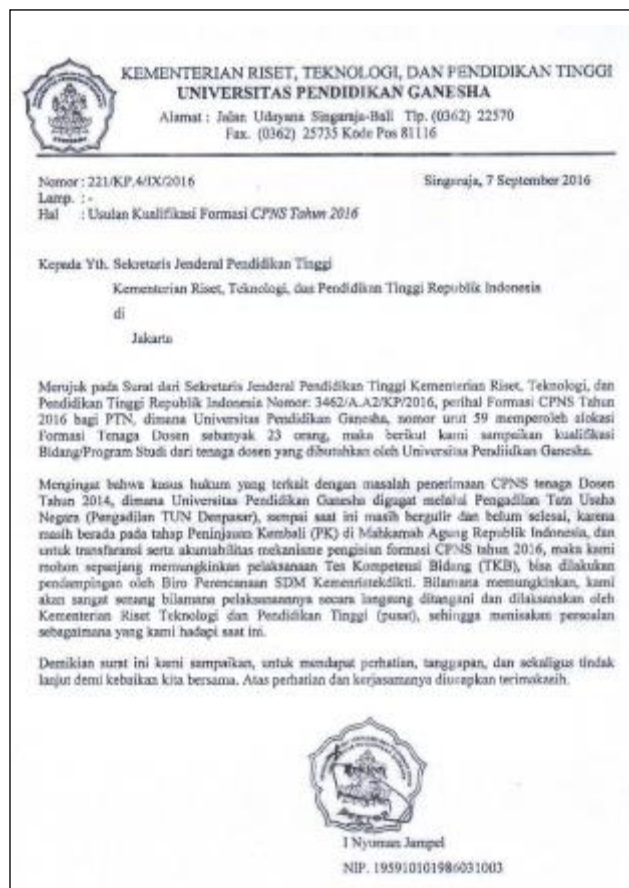 KEMENTERIAN RISET, TEKNOLOGI, DAN PENDIDIKAN TINGGI
UNIVERSITAS PENDIDIKAN GANESHA
Alamat : Jalan Udayana Singaraja-Bali Tlp. (0362) 22570
Fax. (0362) 25735 Kode Pos 81116
Nomor : 221/KP.4/IX/2016 Singaraja, 7 September 2016
Lamp. : -
Hal : Usulan Kualifikasi Formasi CPNS Tahun 2016
Kepada Yth. Sekretaris Jenderal Pendidikan Tinggi
Kementerian Riset, Teknologi, dan Pendidikan Tinggi Republik Indonesia
di
Jakarta
Merujuk pada Surat dari Sekretaris Jenderal Pendidikan Tinggi Kementerian Riset, Teknologi, dan
Pendidikan Tinggi Republik Indonesia Nomor: 3462/A.A2/KP/2016, perihal Formasi CPNS Tahun
2016 bagi PTN, dimana Universitas Pendidikan Ganesha, nomor urut 59 memperoleh alokasi
Formasi Tenaga Dosen sebanyak 23 orang, maka berikut kami sampaikan kualifikasi
Bidang/Program Studi dari tenaga dosen yang dibutuhkan oleh Universitas Pendidikan Ganesha.
Mengingat bahwa kasus hukum yang terkait dengan masalah penerimaan CPNS tenaga Dosen
Tahun 2014, dimana Universitas Pendidikan Ganesha digugat melalui Pengadilan Tata Usaha
Negara (Pengadilan TUN Denpasar), sampai saat ini masih bergulir dan belum selesai, karena
masih berada pada tahap Peninjauan Kembali (PK) di Mahkamah Agung Republik Indonesia, dan
untuk transfaransi serta akuntabilitas mekanisme pengisian formasi CPNS tahun 2016, maka kami
mohon sepanjang memungkinkan pelaksanaan Tes Kompetensi Bidang (TKB), bisa dilakukan
pendampingan oleh Biro Perencanaan SDM Kemenristekdikti. Bilamana memungkinkan, kami
akan sangat senang bilamana pelaksanannya secara langsung ditangani dan dilaksanakan oleh
Kementerian Riset Teknologi dan Pendidikan Tinggi (pusat), sehingga menisakan persoalan
sebagaimana yang kami hadapi saat ini.
Demikian surat ini kami sampaikan, untuk mendapat perhatian, tanggapan, dan sekaligus tindak
lanjut demi kebaikan kita bersama. Atas perhatian dan kerjasamanya diucapkan terimakasih.
I Nyoman Jampel
NIP. 195910101986031003